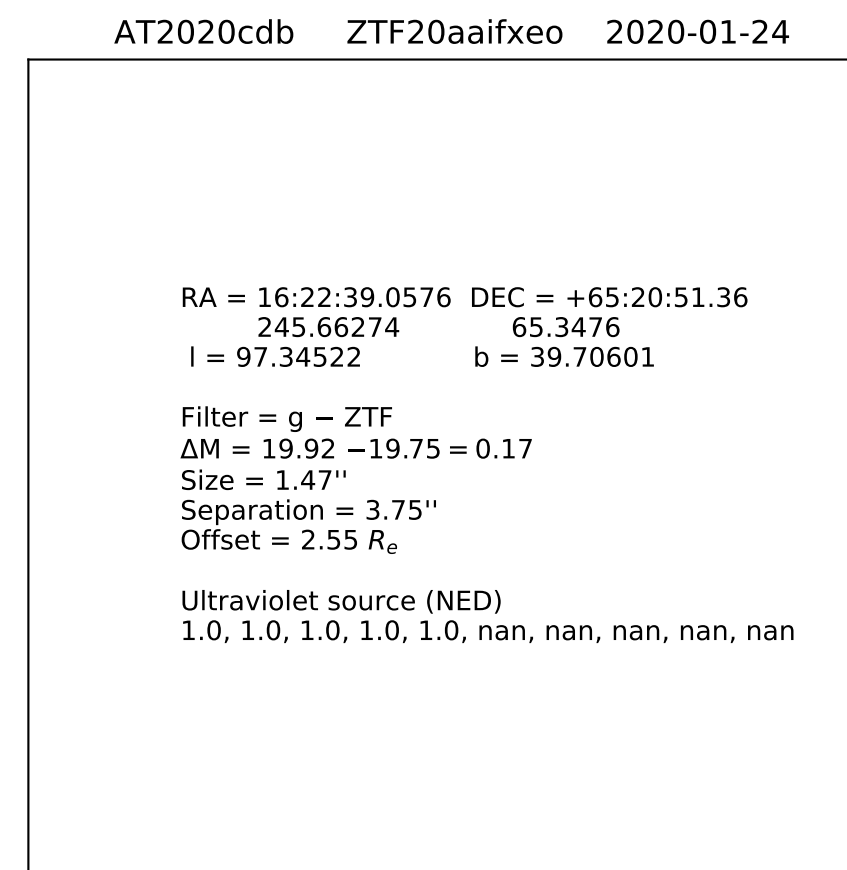 AT2020cdb ZTF20aaifxeo 2020-01-24
RA = 16:22:39.0576 DEC = +65:20:51.36
245.66274 65.3476
l = 97.34522 b = 39.70601
Filter = g − ZTF
ΔM = 19.92 −19.75 = 0.17
Size = 1.47''
Separation = 3.75''
Offset = 2.55 Rₑ
Ultraviolet source (NED)
1.0, 1.0, 1.0, 1.0, 1.0, nan, nan, nan, nan, nan